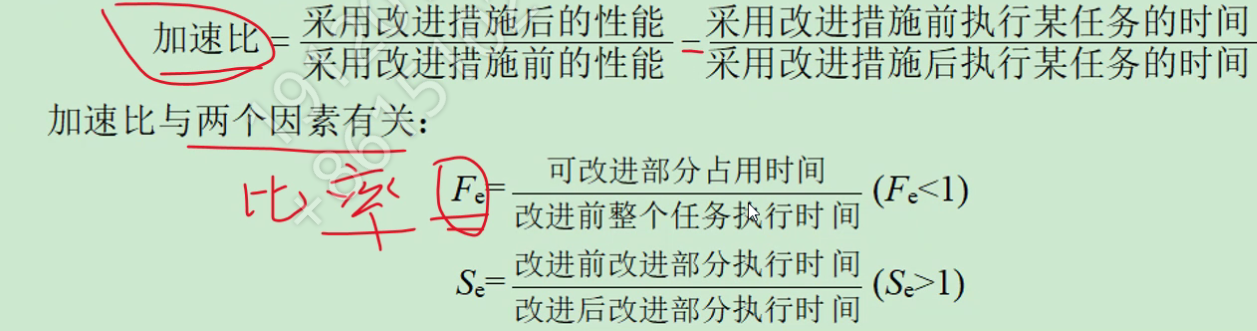 加速比=采用改进措施后的性能/采用改进措施前的性能=采用改进措施前执行某任务的时间/采用改进措施后执行某任务的时间
加速比与两个因素有关：
比率 Fe=可改进部分占用时间/改进前整个任务执行时间 (Fe<1)
Se=改进前改进部分执行时间/改进后改进部分执行时间 (Se>1)